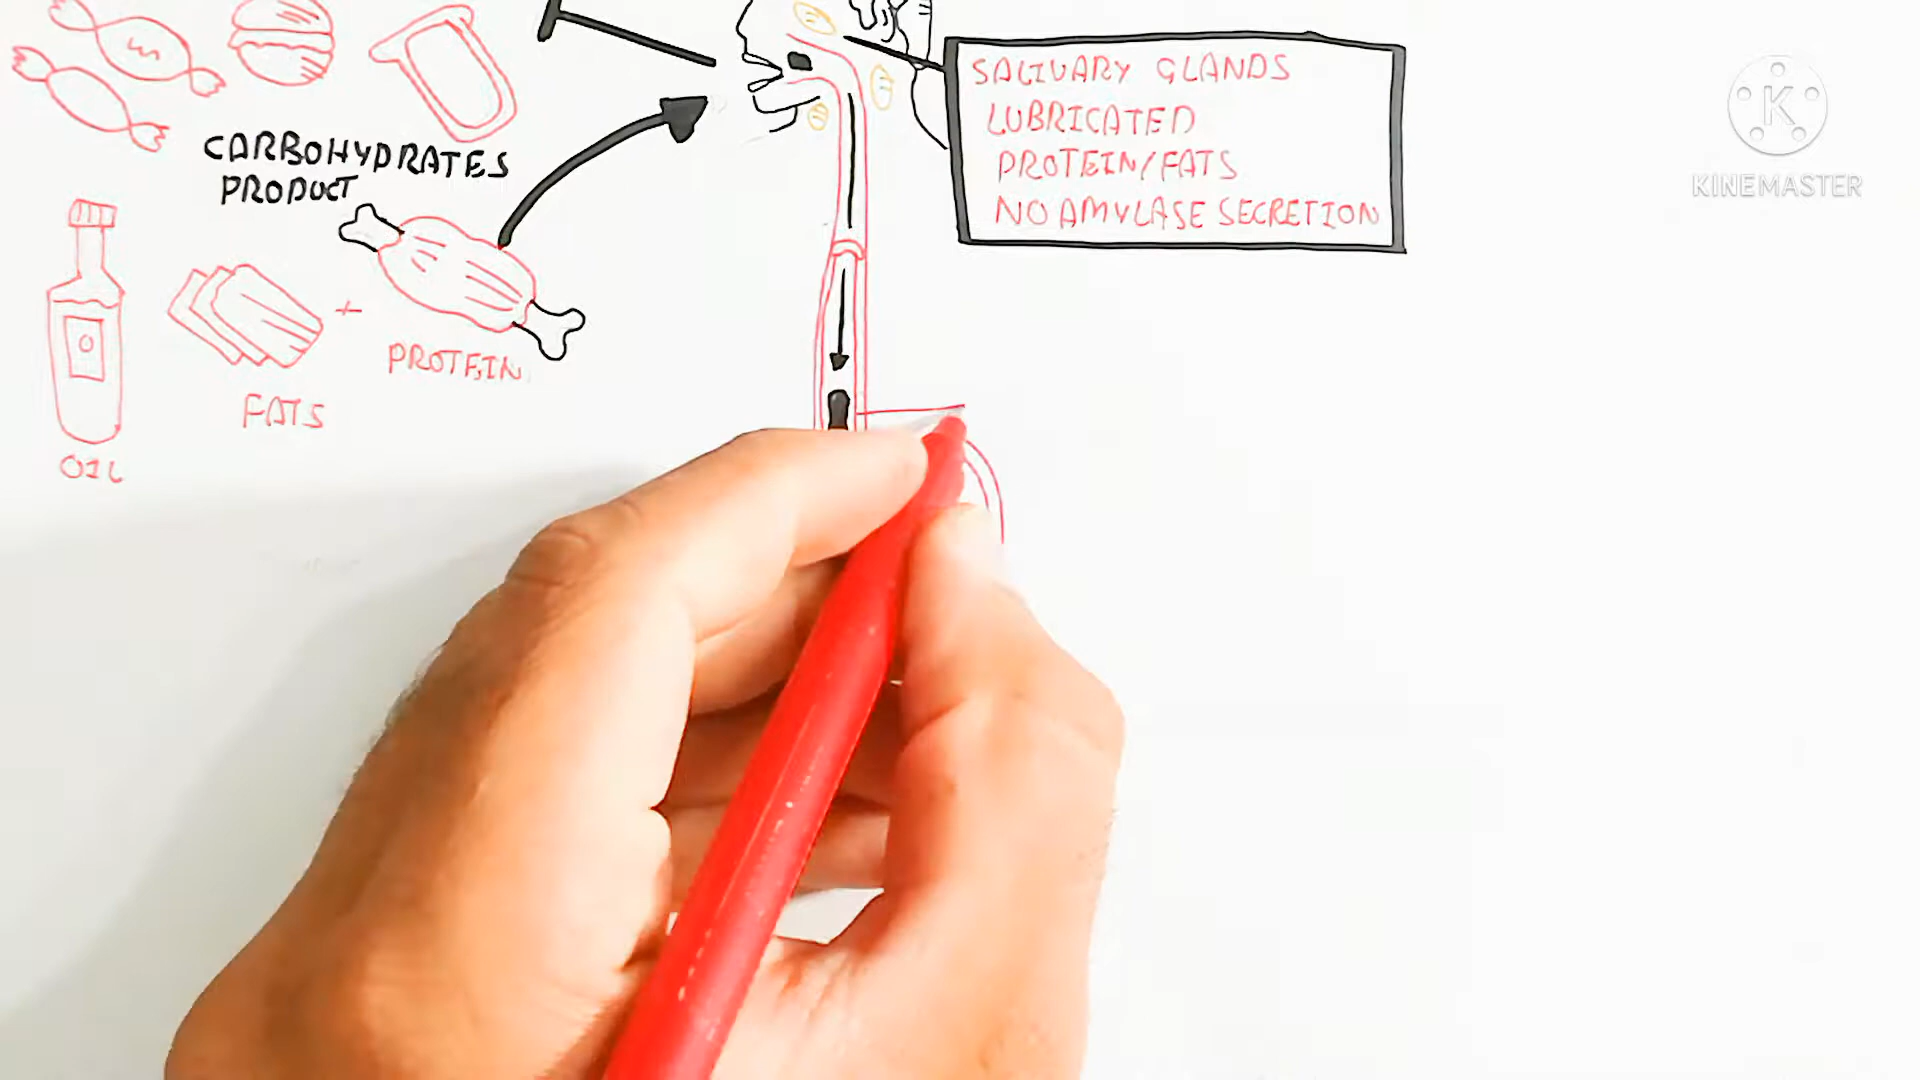 SALIVARY GLANDS
LUBRICATED
PROTEIN/FATS
NO AMYLASE SECRETION
K
KINEMASTER
CARBOHYDRATES
PRODUCT
PROTEIN
FATS
OIL